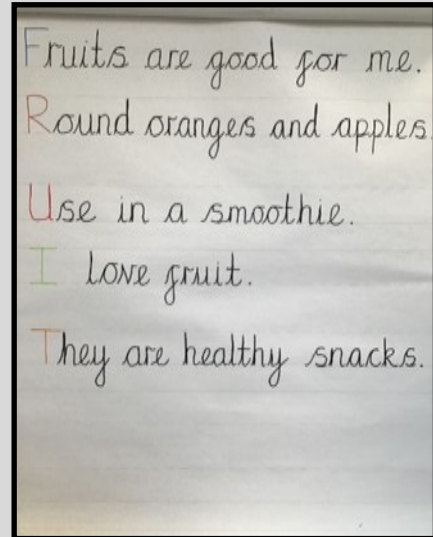 Fruits are good for me.
Round oranges and apples.
Use in a smoothie.
I love fruit.
They are healthy snacks.